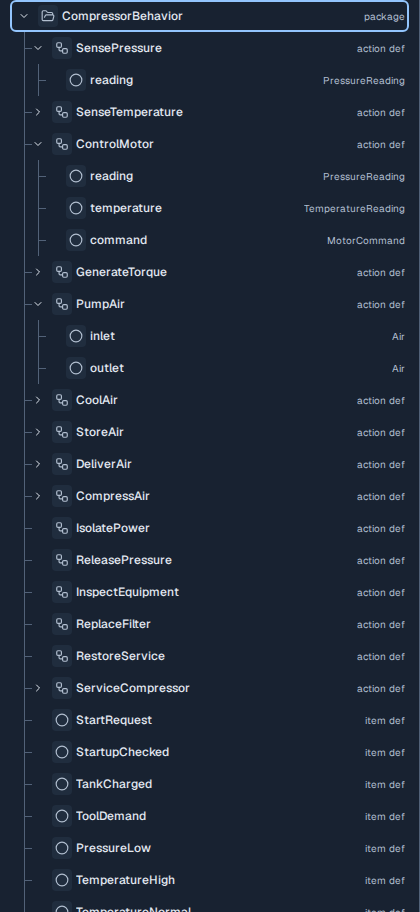 CompressorBehavior package
SensePressure action def
reading PressureReading
SenseTemperature action def
ControlMotor action def
reading PressureReading
temperature TemperatureReading
command MotorCommand
GenerateTorque action def
PumpAir action def
inlet Air
outlet Air
CoolAir action def
StoreAir action def
DeliverAir action def
CompressAir action def
IsolatePower action def
ReleasePressure action def
InspectEquipment action def
ReplaceFilter action def
RestoreService action def
ServiceCompressor action def
StartRequest item def
StartupChecked item def
TankCharged item def
ToolDemand item def
PressureLow item def
TemperatureHigh item def
TemperatureNormal item def